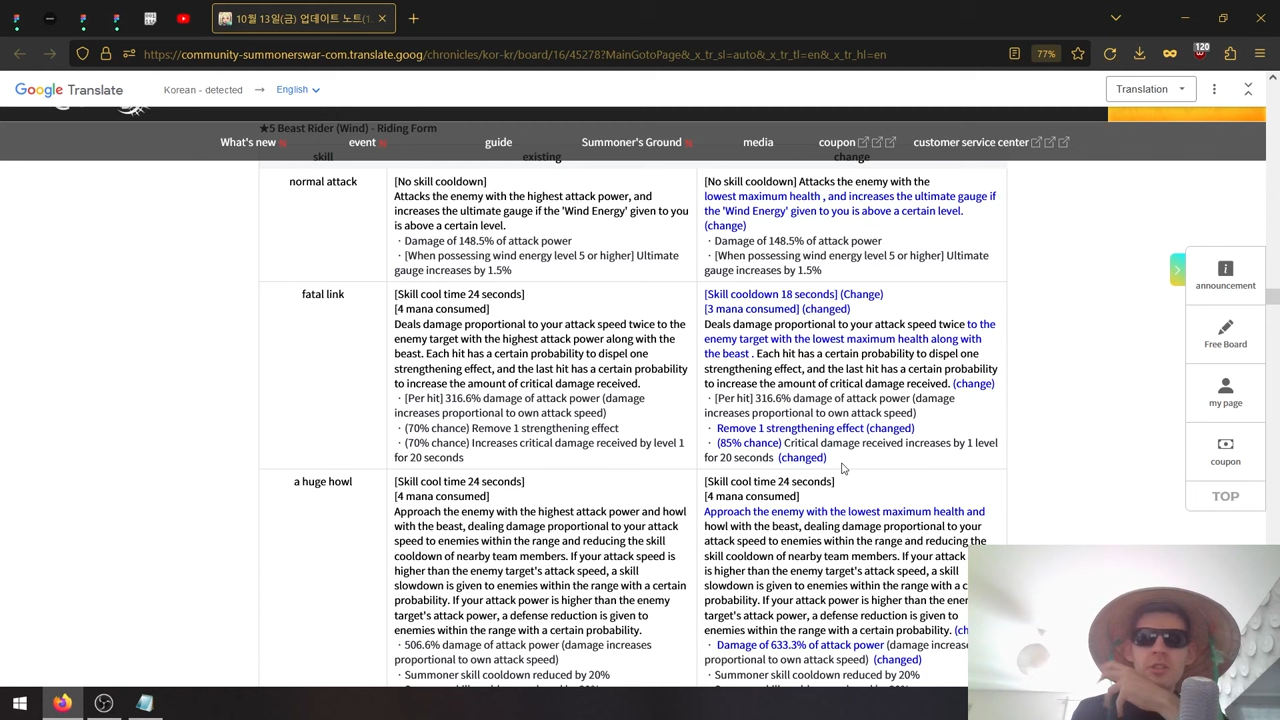 10월 13일(금) 업데이트 노트(1
https://community-summonerswar-com.translate.goog/chronicles/kor-kr/board/16/45278?MainGotoPage&_x_tr_sl=auto&_x_tr_tl=en&_x_tr_hl=en
77%
120
Google Translate
Korean - detected
English
Translation
★5 Beast Rider (Wind) - Riding Form
What's new N
event N
guide
Summoner's Ground N
media
coupon
customer service center
skill
existing
change
normal attack
[No skill cooldown]
Attacks the enemy with the highest attack power, and
increases the ultimate gauge if the 'Wind Energy' given to you
is above a certain level.
· Damage of 148.5% of attack power
· [When possessing wind energy level 5 or higher] Ultimate
gauge increases by 1.5%
[No skill cooldown] Attacks the enemy with the
lowest maximum health , and increases the ultimate gauge if
the 'Wind Energy' given to you is above a certain level.
(change)
· Damage of 148.5% of attack power
· [When possessing wind energy level 5 or higher] Ultimate
gauge increases by 1.5%
fatal link
[Skill cool time 24 seconds]
[4 mana consumed]
Deals damage proportional to your attack speed twice to the
enemy target with the highest attack power along with the
beast. Each hit has a certain probability to dispel one
strengthening effect, and the last hit has a certain probability
to increase the amount of critical damage received.
· [Per hit] 316.6% damage of attack power (damage
increases proportional to own attack speed)
· (70% chance) Remove 1 strengthening effect
· (70% chance) Increases critical damage received by level 1
for 20 seconds
[Skill cooldown 18 seconds] (Change)
[3 mana consumed] (changed)
Deals damage proportional to your attack speed twice to the
enemy target with the lowest maximum health along with
the beast . Each hit has a certain probability to dispel one
strengthening effect, and the last hit has a certain probability
to increase the amount of critical damage received. (change)
· [Per hit] 316.6% damage of attack power (damage
increases proportional to own attack speed)
· Remove 1 strengthening effect (changed)
· (85% chance) Critical damage received increases by 1 level
for 20 seconds (changed)
a huge howl
[Skill cool time 24 seconds]
[4 mana consumed]
Approach the enemy with the highest attack power and howl
with the beast, dealing damage proportional to your attack
speed to enemies within the range and reducing the skill
cooldown of nearby team members. If your attack speed is
higher than the enemy target's attack speed, a skill
slowdown is given to enemies within the range with a certain
probability. If your attack power is higher than the enemy
target's attack power, a defense reduction is given to
enemies within the range with a certain probability.
· 506.6% damage of attack power (damage increases
proportional to own attack speed)
· Summoner skill cooldown reduced by 20%
[Skill cool time 24 seconds]
[4 mana consumed]
Approach the enemy with the lowest maximum health and
howl with the beast, dealing damage proportional to your
attack speed to enemies within the range and reducing the
skill cooldown of nearby team members. If your attack
is higher than the enemy target's attack speed, a skill
slowdown is given to enemies within the range with a
probability. If your attack power is higher than the
target's attack power, a defense reduction is given to
enemies within the range with a certain probability.
· Damage of 633.3% of attack power (damage
proportional to own attack speed) (changed)
· Summoner skill cooldown reduced by 20%
announcement
Free Board
my page
coupon
TOP